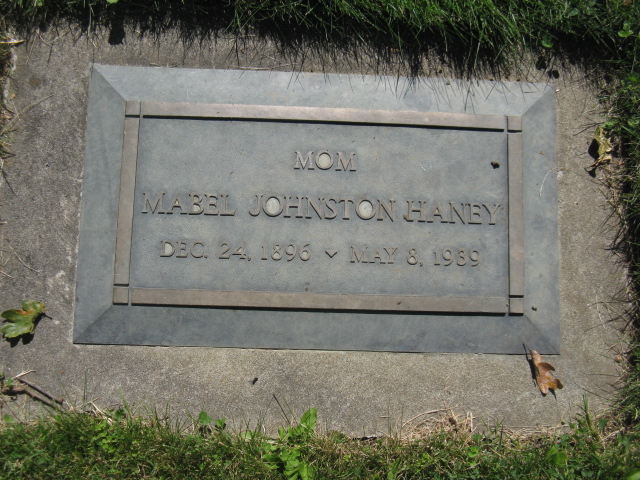 MOM
MABEL JOHNSTON HANEY
DEC. 24, 1896 MAY 8, 1989